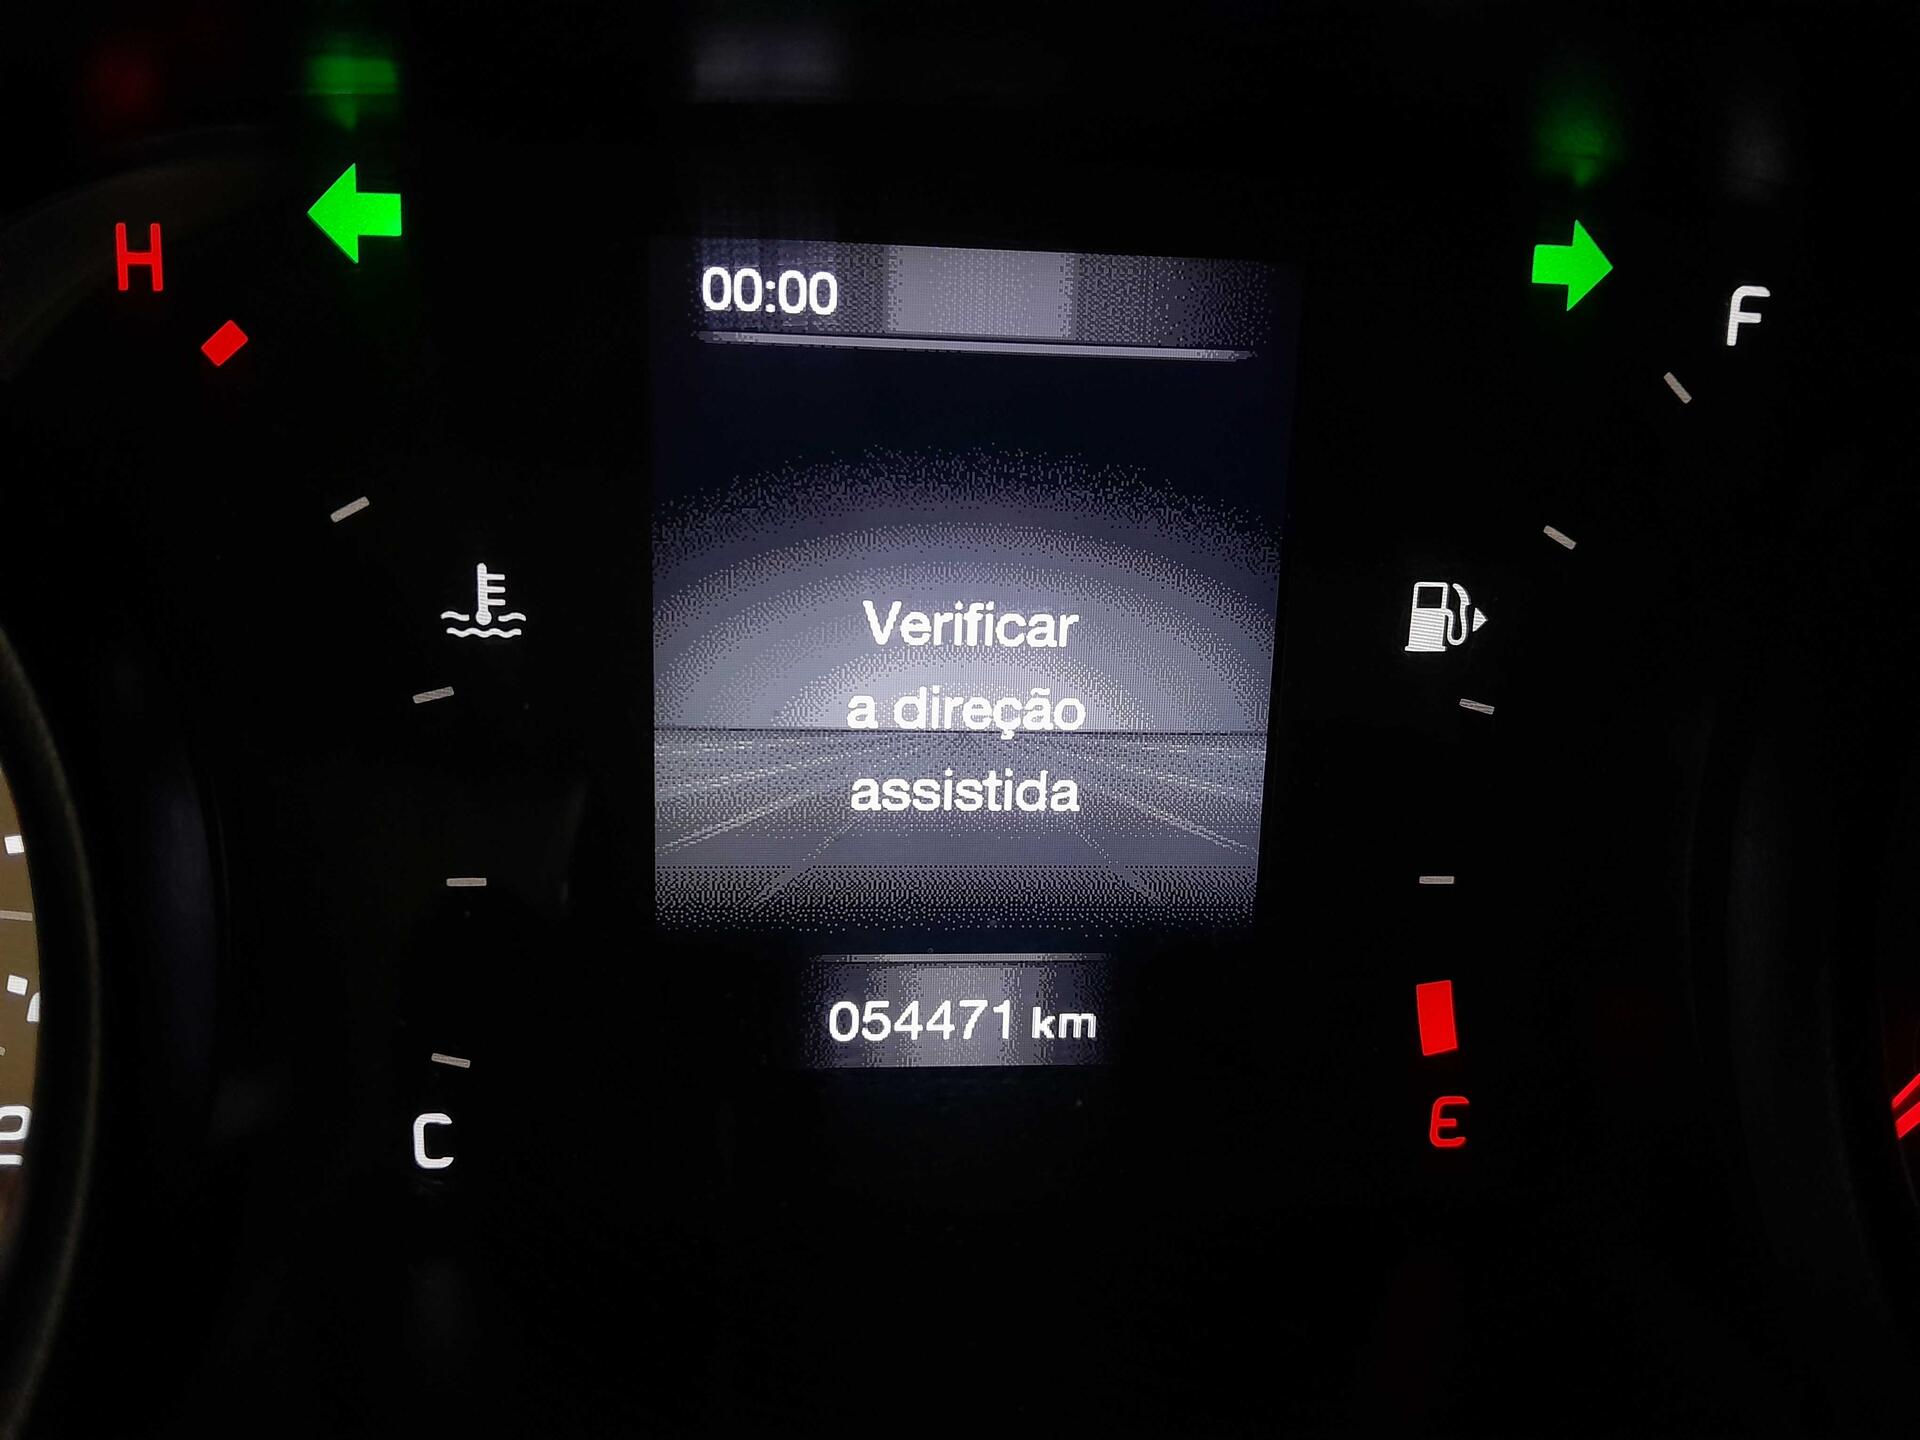 H
F
00:00
Verificar
a direção
assistida
054471 km
C
E